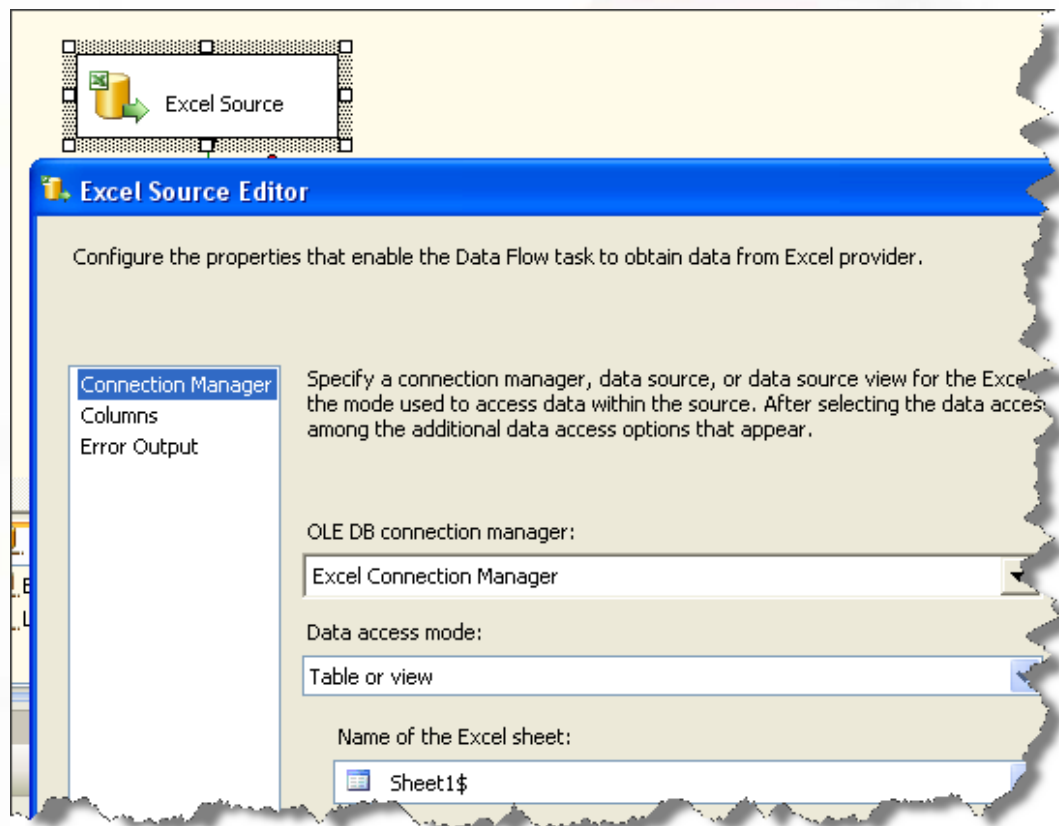 Excel Source
Excel Source Editor
Configure the properties that enable the Data Flow task to obtain data from Excel provider.
Connection Manager
Columns
Error Output
Specify a connection manager, data source, or data source view for the Excel
the mode used to access data within the source. After selecting the data acces
among the additional data access options that appear.
OLE DB connection manager:
Excel Connection Manager
Data access mode:
Table or view
Name of the Excel sheet:
Sheet1$